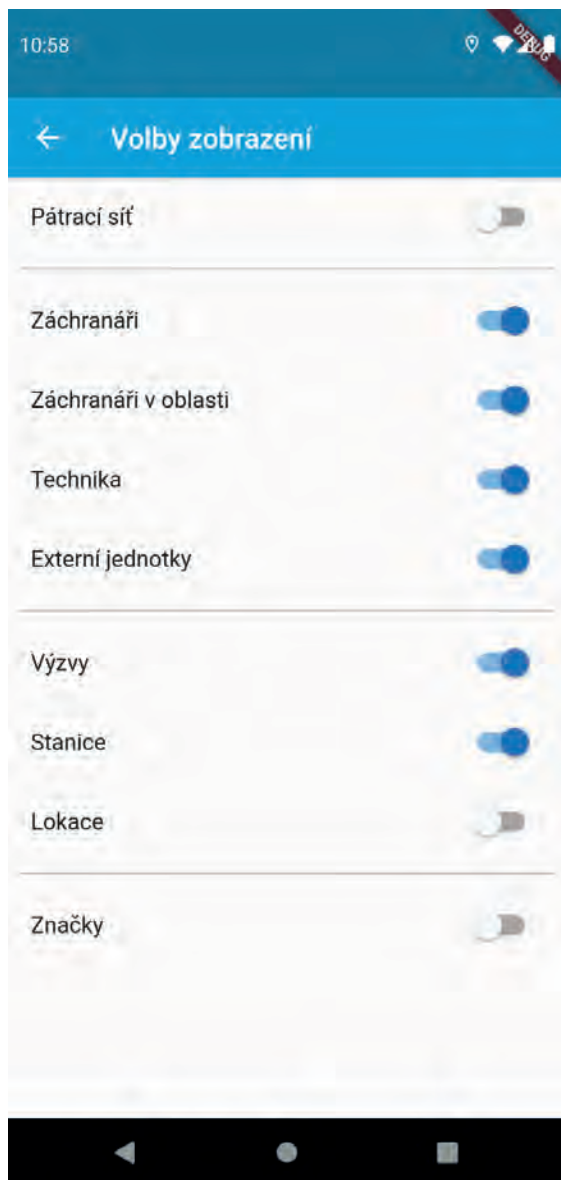 10:58
DEBUG
Volby zobrazení
Pátrací síť
Záchranáři
Záchranáři v oblasti
Technika
Externí jednotky
Výzvy
Stanice
Lokace
Značky